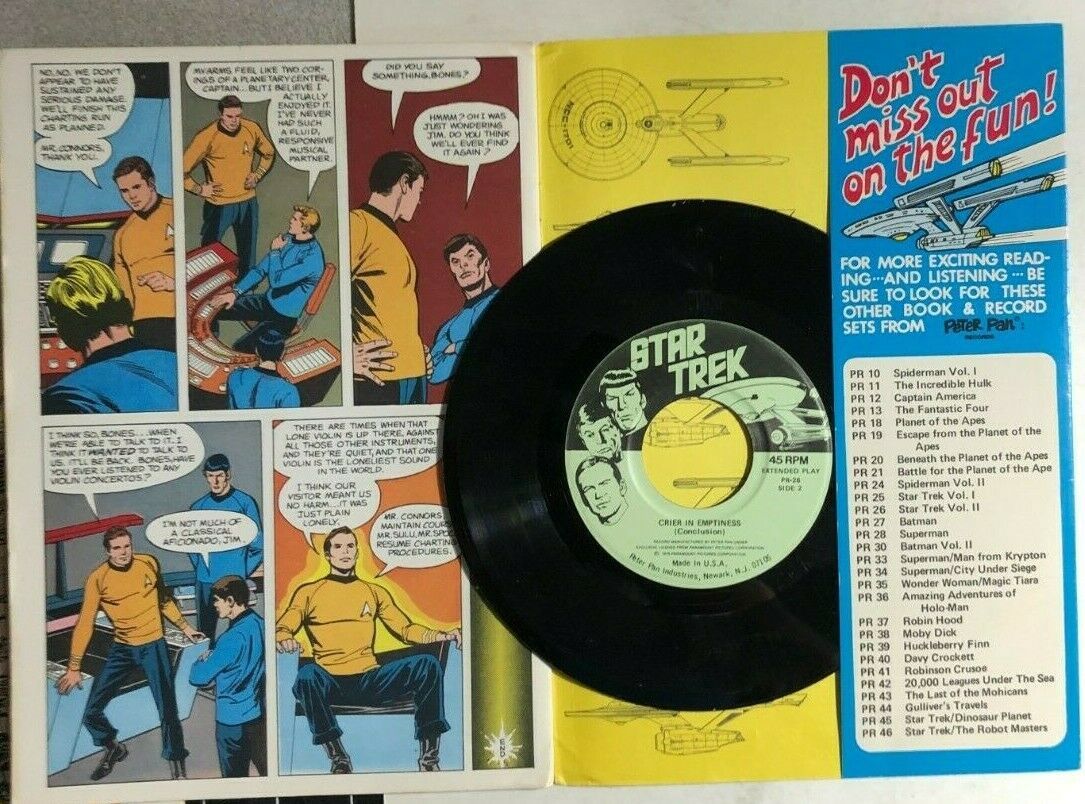 NO, NO. WE DON'T
APPEAR TO HAVE
SUSTAINED ANY
SERIOUS DAMAGE.
WE'LL FINISH THIS
CHARTING RUN
AS PLANNED.
MR. CONNORS,
THANK YOU.
MY ARMS FEEL LIKE TWO COR-
INGS OF A PLANETARY CENTER,
CAPTAIN... BUT I BELIEVE I
ACTUALLY
ENJOYED IT.
I'VE NEVER
HAD SUCH
A FLUID,
RESPONSIVE
MUSICAL
PARTNER.
DID YOU SAY
SOMETHING, BONES?
HMMM? OH I WAS
JUST WONDERING
JIM. DO YOU THINK
WE'LL EVER FIND
IT AGAIN?
I THINK SO, BONES... WHEN
WE'RE ABLE TO TALK TO IT. I
THINK IT WANTED TO TALK TO
US. IT'LL BE BACK. BONES-HAVE
YOU EVER LISTENED TO ANY
VIOLIN CONCERTOS?
I'M NOT MUCH OF
A CLASSICAL
AFICIONADO, JIM.
THERE ARE TIMES WHEN THAT
LONE VIOLIN IS UP THERE, AGAINST
ALL THOSE OTHER INSTRUMENTS,
AND THEY'RE QUIET, AND THAT ONE
VIOLIN IS THE LONELIEST SOUND
IN THE WORLD.
I THINK OUR
VISITOR MEANT US
NO HARM... IT WAS
JUST PLAIN
LONELY.
MR. CONNORS
MAINTAIN COURSE
MR. SULU, MR. SPOCK
RESUME CHARTING
PROCEDURES.
END
NCC-1701
STAR
TREK
45 RPM
EXTENDED PLAY
PR-26
SIDE 2
CRIER IN EMPTINESS
(Conclusion)
Made in U.S.A.
Peter Pan Industries, Newark, N.J. 07105
Don't
miss out
on the fun!
FOR MORE EXCITING READ-
ING...AND LISTENING...BE
SURE TO LOOK FOR THESE
OTHER BOOK & RECORD
SETS FROM Peter Pan® :
RECORDS
PR 10 Spiderman Vol. I
PR 11 The Incredible Hulk
PR 12 Captain America
PR 13 The Fantastic Four
PR 18 Planet of the Apes
PR 19 Escape from the Planet of the
Apes
PR 20 Beneath the Planet of the Apes
PR 21 Battle for the Planet of the Ape
PR 24 Spiderman Vol. II
PR 25 Star Trek Vol. I
PR 26 Star Trek Vol. II
PR 27 Batman
PR 28 Superman
PR 30 Batman Vol. II
PR 33 Superman/Man from Krypton
PR 34 Superman/City Under Siege
PR 35 Wonder Woman/Magic Tiara
PR 36 Amazing Adventures of
Holo-Man
PR 37 Robin Hood
PR 38 Moby Dick
PR 39 Huckleberry Finn
PR 40 Davy Crockett
PR 41 Robinson Crusoe
PR 42 20,000 Leagues Under The Sea
PR 43 The Last of the Mohicans
PR 44 Gulliver's Travels
PR 45 Star Trek/Dinosaur Planet
PR 46 Star Trek/The Robot Masters